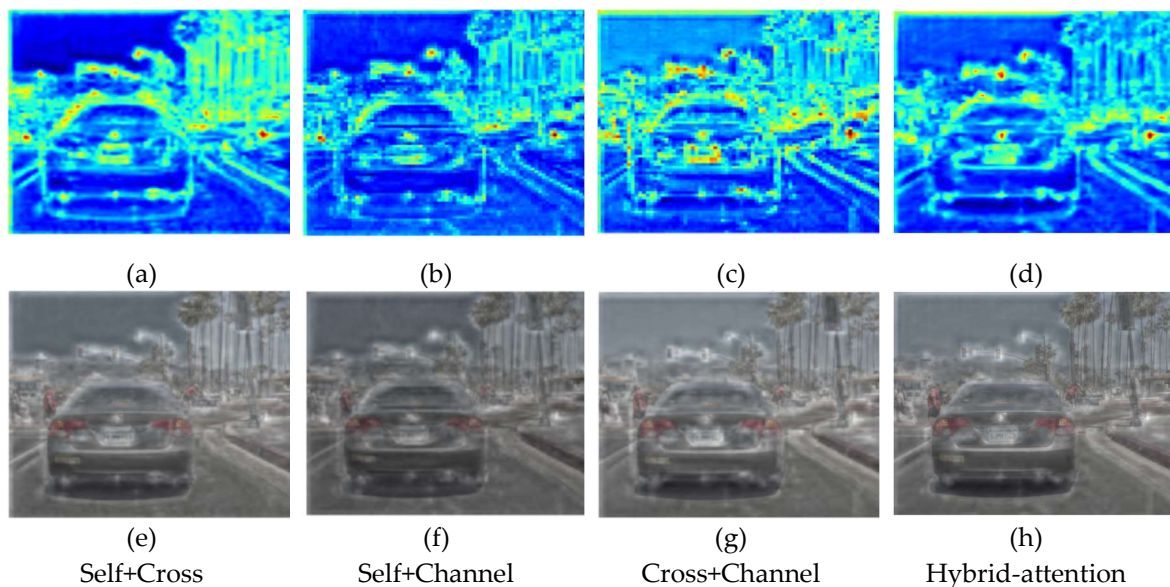 (a) (b) (c) (d)
(e) (f) (g) (h)
Self+Cross Self+Channel Cross+Channel Hybrid-attention